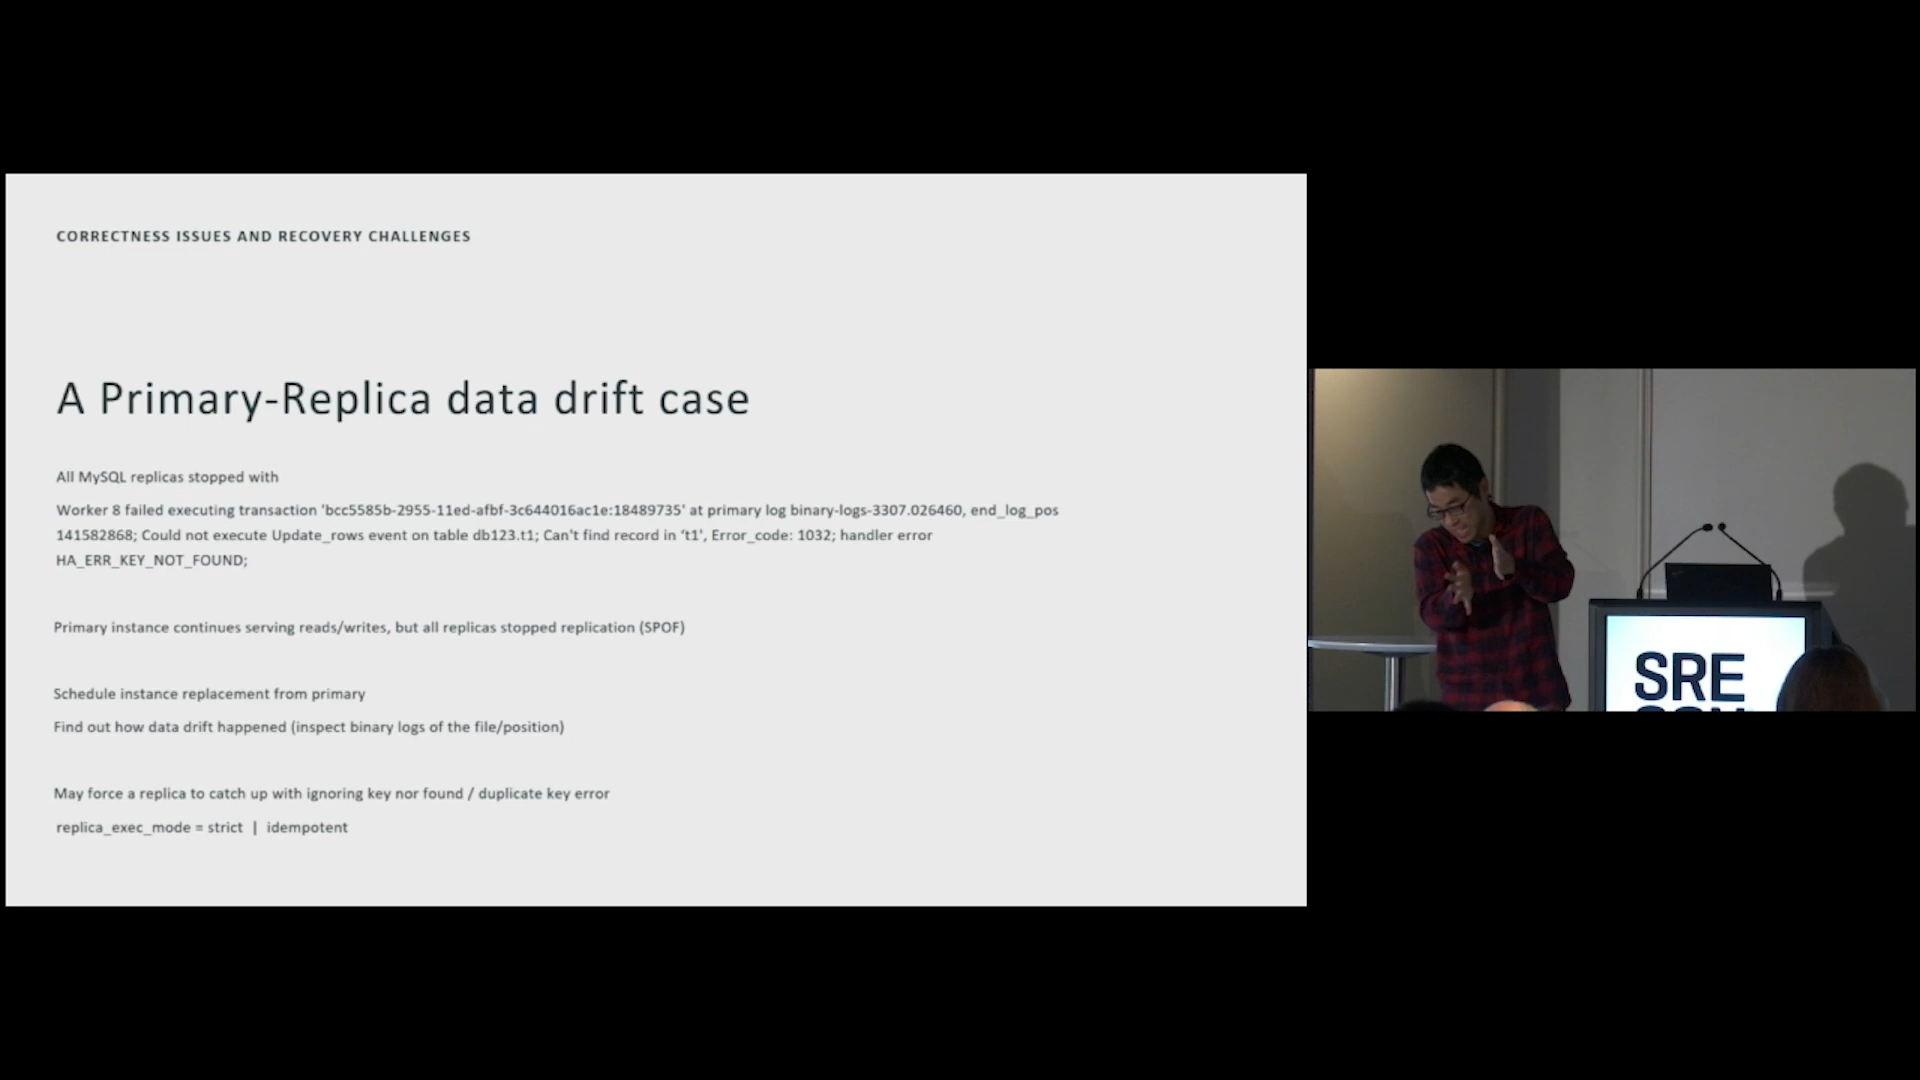 CORRECTNESS ISSUES AND RECOVERY CHALLENGES
A Primary-Replica data drift case
All MySQL replicas stopped with
Worker 8 failed executing transaction 'bcc5585b-2955-11ed-afbf-3c644016ac1e:18489735' at primary log binary-logs-3307.026460, end_log_pos
141582868; Could not execute Update_rows event on table db123.t1; Can't find record in ‘t1', Error_code: 1032; handler error
HA_ERR_KEY_NOT_FOUND;
Primary instance continues serving reads/writes, but all replicas stopped replication (SPOF)
Schedule instance replacement from primary
Find out how data drift happened (inspect binary logs of the file/position)
May force a replica to catch up with ignoring key nor found / duplicate key error
replica_exec_mode = strict | idempotent
SRE